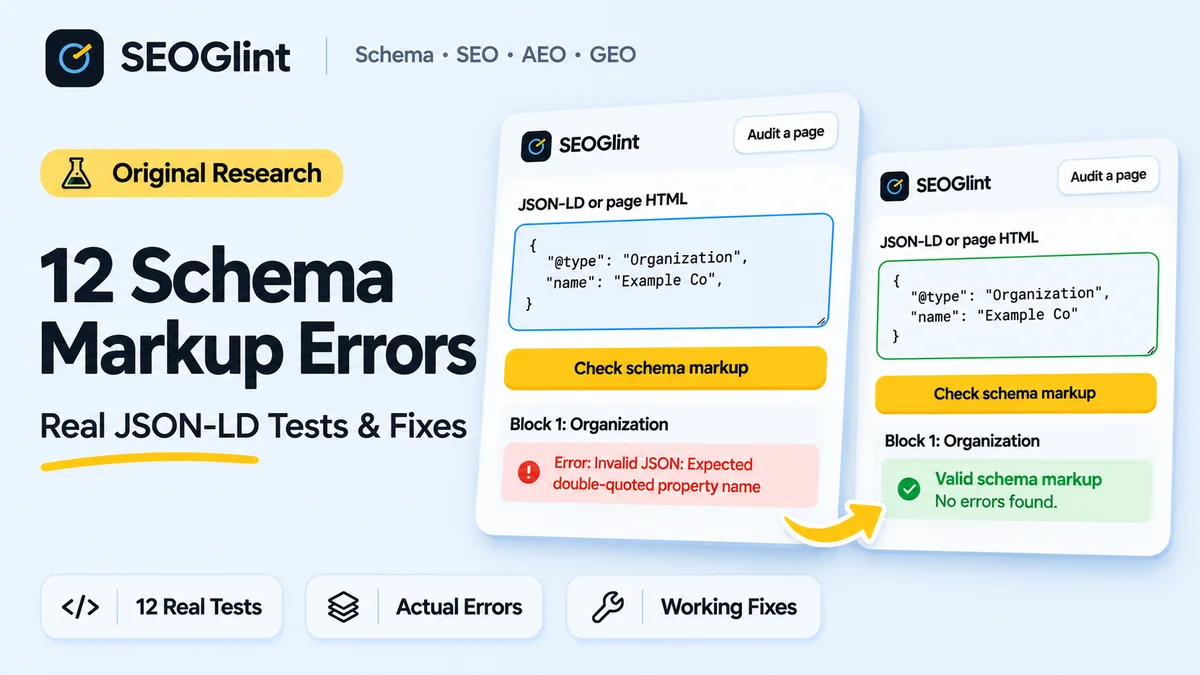 SEOGlint
Schema • SEO • AEO • GEO
Original Research
12 Schema
Markup Errors
Real JSON-LD Tests & Fixes
</> 12 Real Tests
Actual Errors
Working Fixes
SEOGlint
Audit a page
JSON-LD or page HTML
{
"@type": "Organization",
"name": "Example Co",
}
Check schema markup
Block 1: Organization
Error: Invalid JSON: Expected
double-quoted property name
SEOGlint
Audit a page
JSON-LD or page HTML
{
"@type": "Organization",
"name": "Example Co"
}
Check schema markup
Block 1: Organization
Valid schema markup
No errors found.